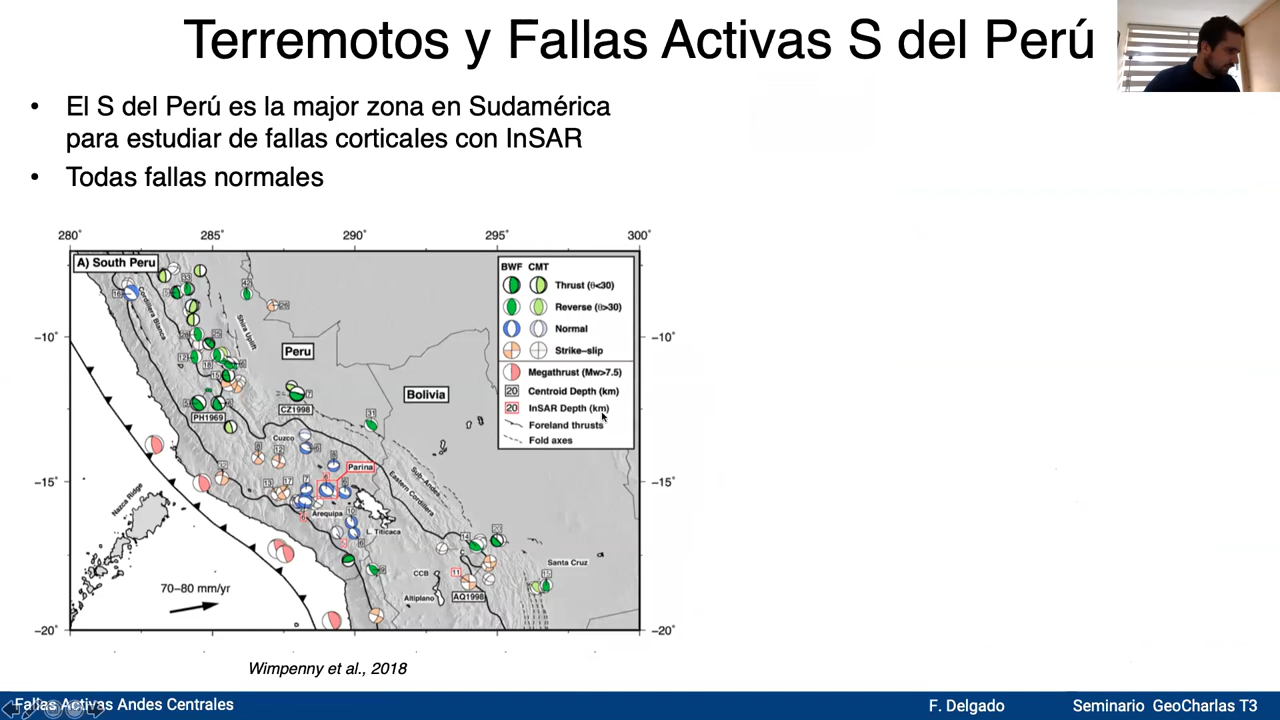 Terremotos y Fallas Activas S del Perú
• El S del Perú es la major zona en Sudamérica
para estudiar de fallas corticales con InSAR
• Todas fallas normales
280° 285° 290° 295° 300°
A) South Peru
BWF CMT
Thrust (θ<30)
Reverse (θ>30)
Normal
Strike–slip
Megathrust (Mw>7.5)
20 Centroid Depth (km)
20 InSAR Depth (km)
Foreland thrusts
Fold axes
Cordillera Blanca
Shira Uplift
−10° −10°
Peru
Bolivia
PH1969
CZ1998
Cuzco
Parina
−15° −15°
Sub–Andes
Eastern Cordillera
Nazca Ridge
Arequipa
L. Titicaca
Santa Cruz
CCB
Altiplano
AQ1998
70–80 mm/yr
−20° −20°
Wimpenny et al., 2018
Fallas Activas Andes Centrales
F. Delgado
Seminario GeoCharlas T3